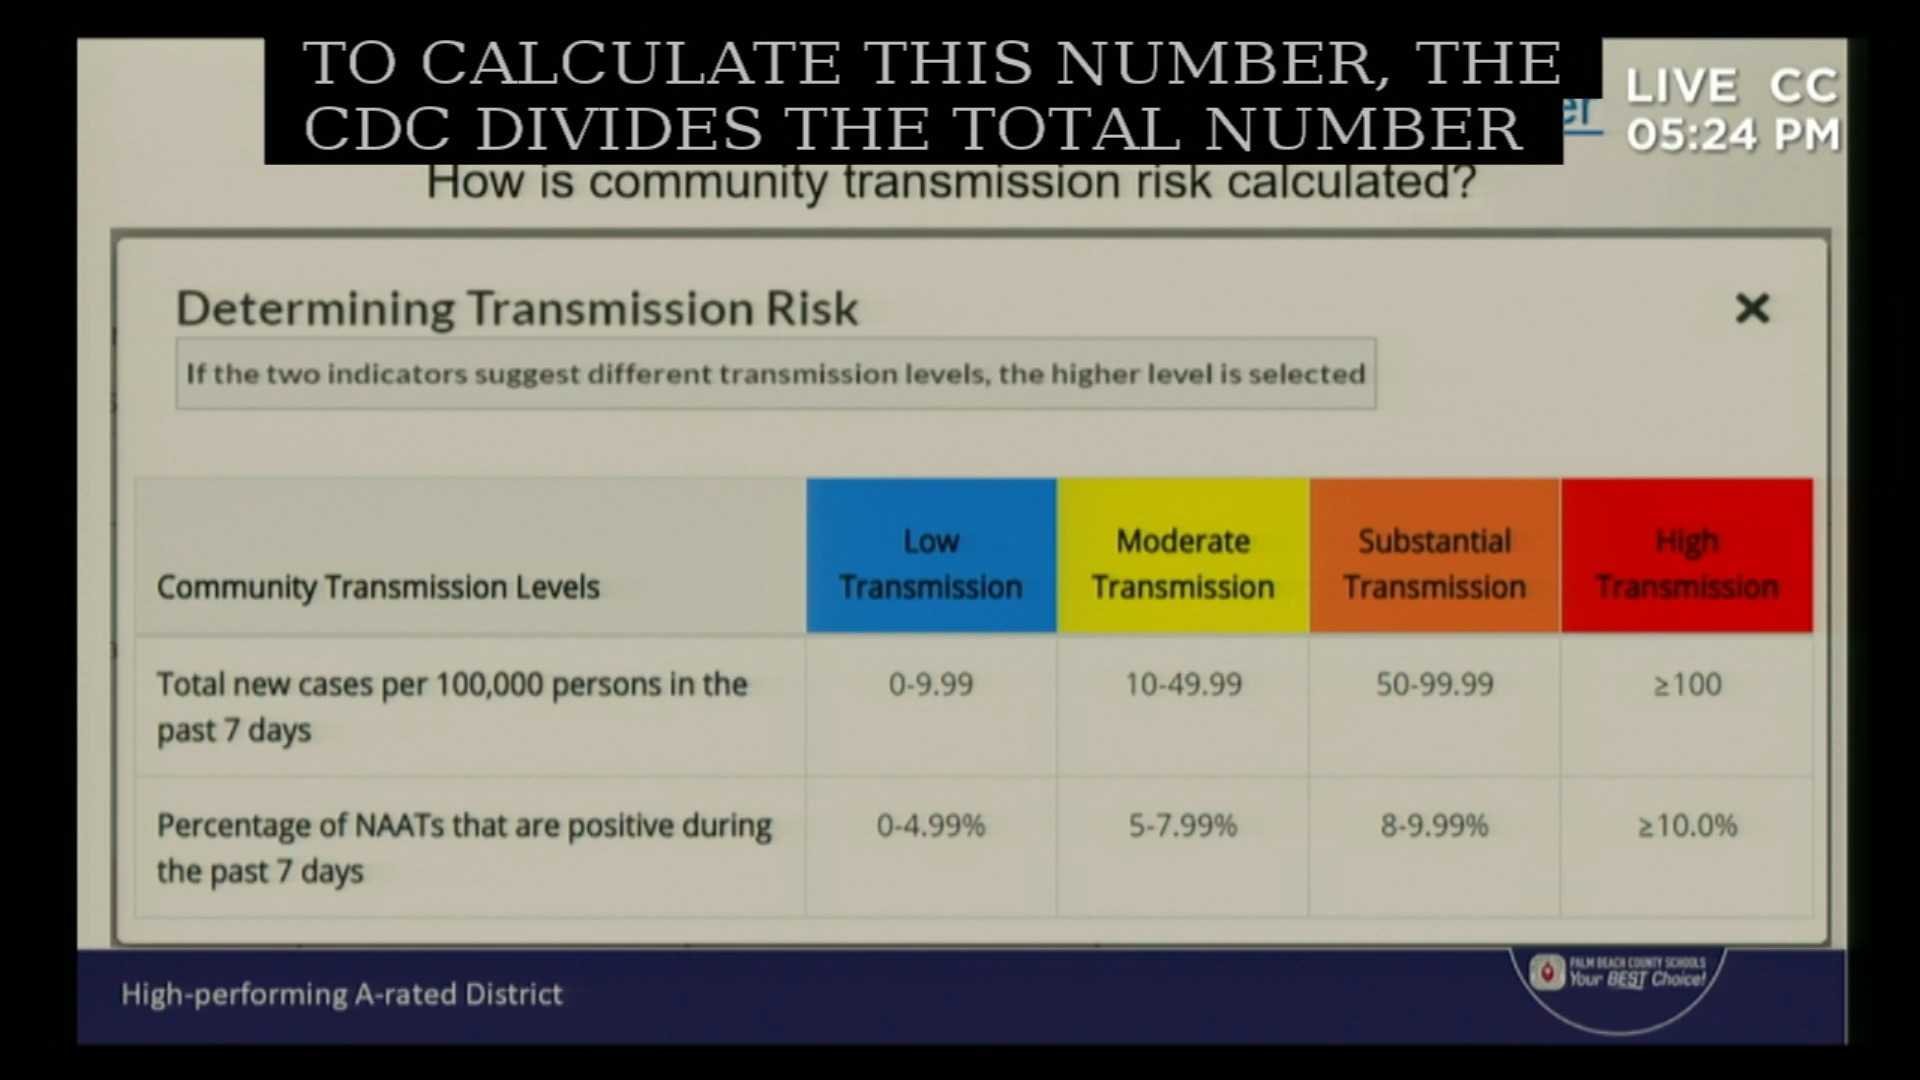 TO CALCULATE THIS NUMBER, THE
CDC DIVIDES THE TOTAL NUMBER
LIVE CC
05:24 PM
How is community transmission risk calculated?
Determining Transmission Risk
If the two indicators suggest different transmission levels, the higher level is selected
Community Transmission Levels
Low
Transmission
Moderate
Transmission
Substantial
Transmission
High
Transmission
Total new cases per 100,000 persons in the
past 7 days
0-9.99
10-49.99
50-99.99
≥100
Percentage of NAATs that are positive during
the past 7 days
0-4.99%
5-7.99%
8-9.99%
≥10.0%
High-performing A-rated District
PALM BEACH COUNTY SCHOOLS
Your BEST Choice!